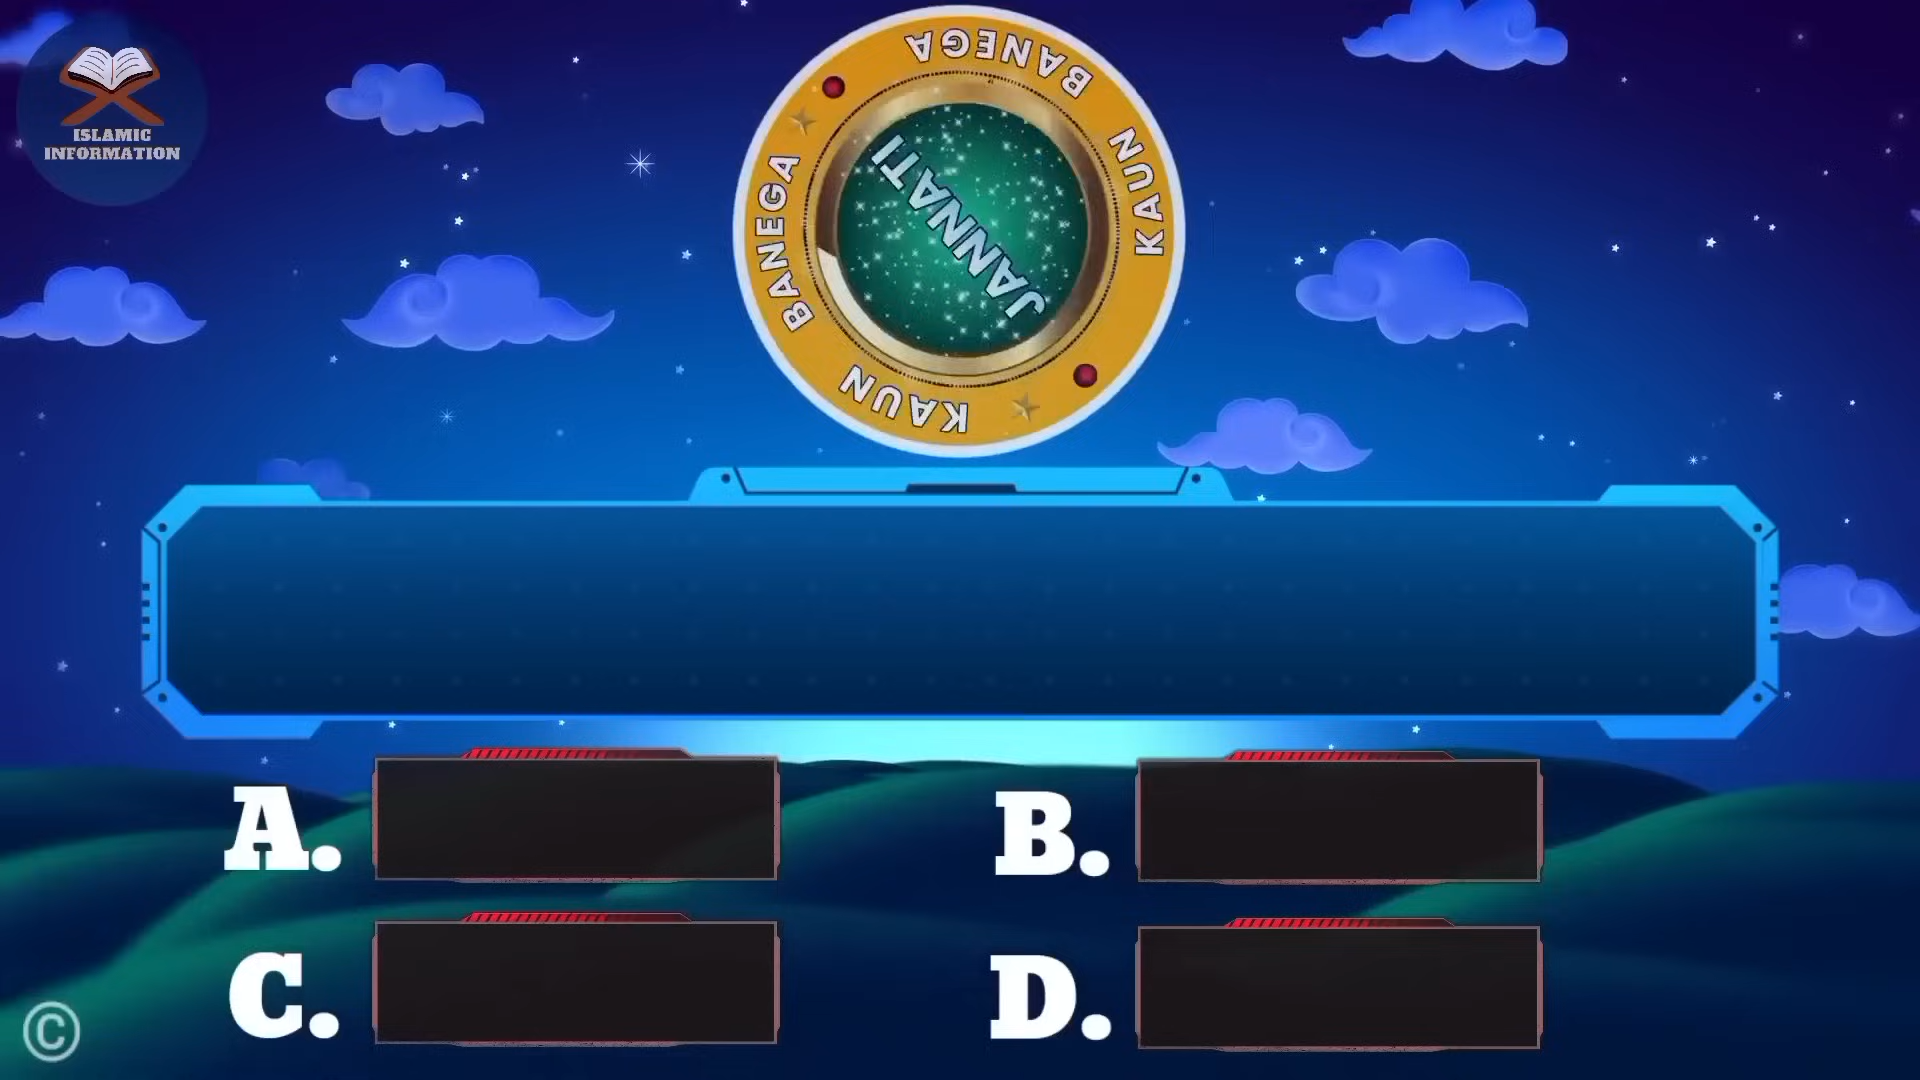 ISLAMIC
INFORMATION
KAUN BANEGA
JANNATI
KAUN BANEGA
A.
B.
C.
D.
©